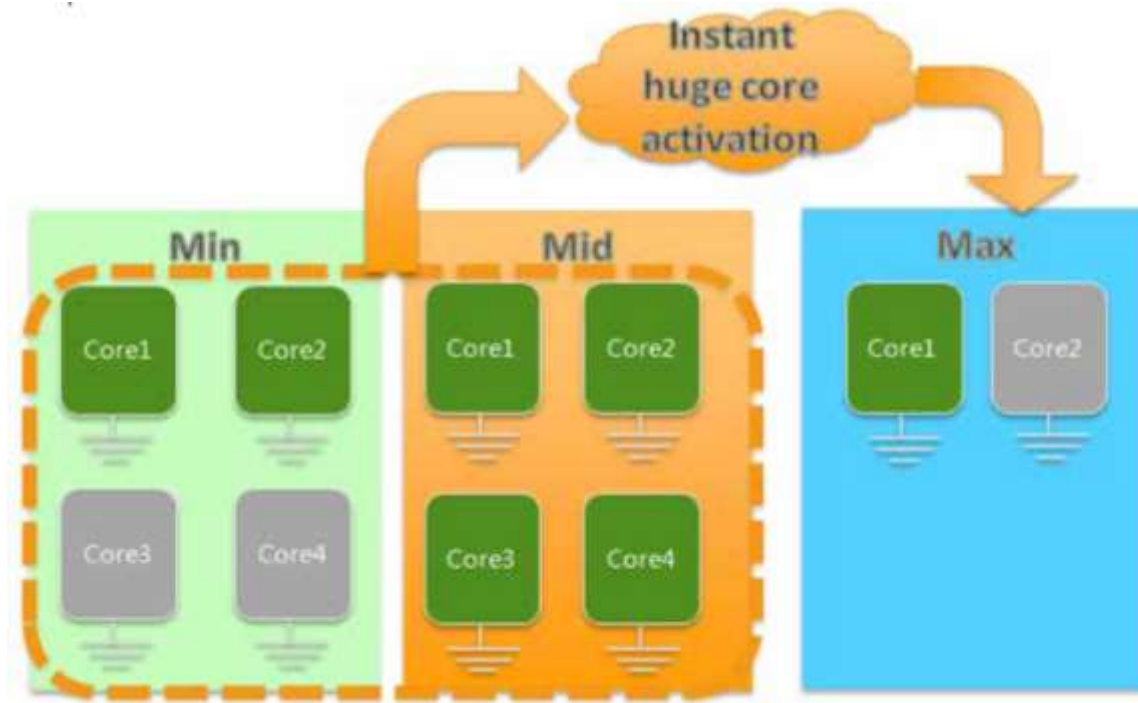 Instant
huge core
activation
Min
Mid
Max
Core1
Core2
Core1
Core2
Core1
Core2
Core3
Core4
Core3
Core4